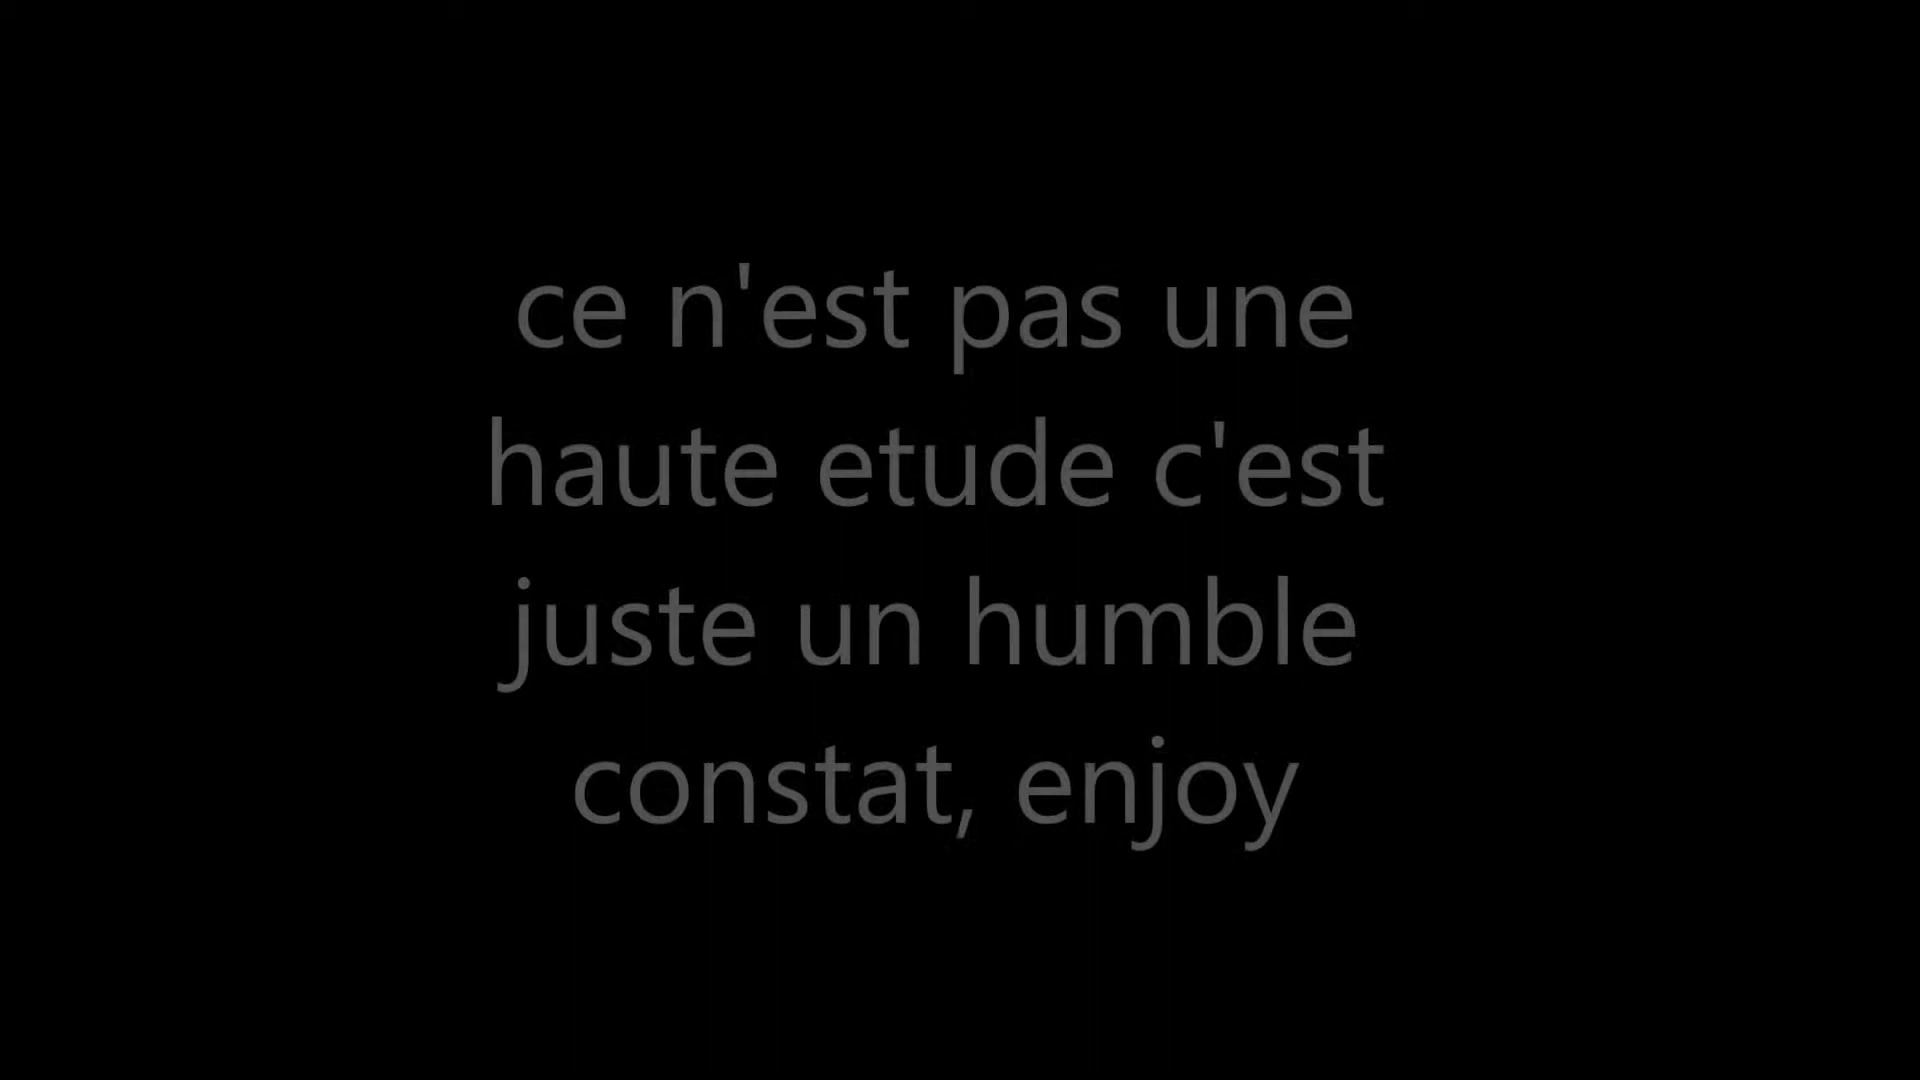 ce n'est pas une
haute etude c'est
juste un humble
constat, enjoy